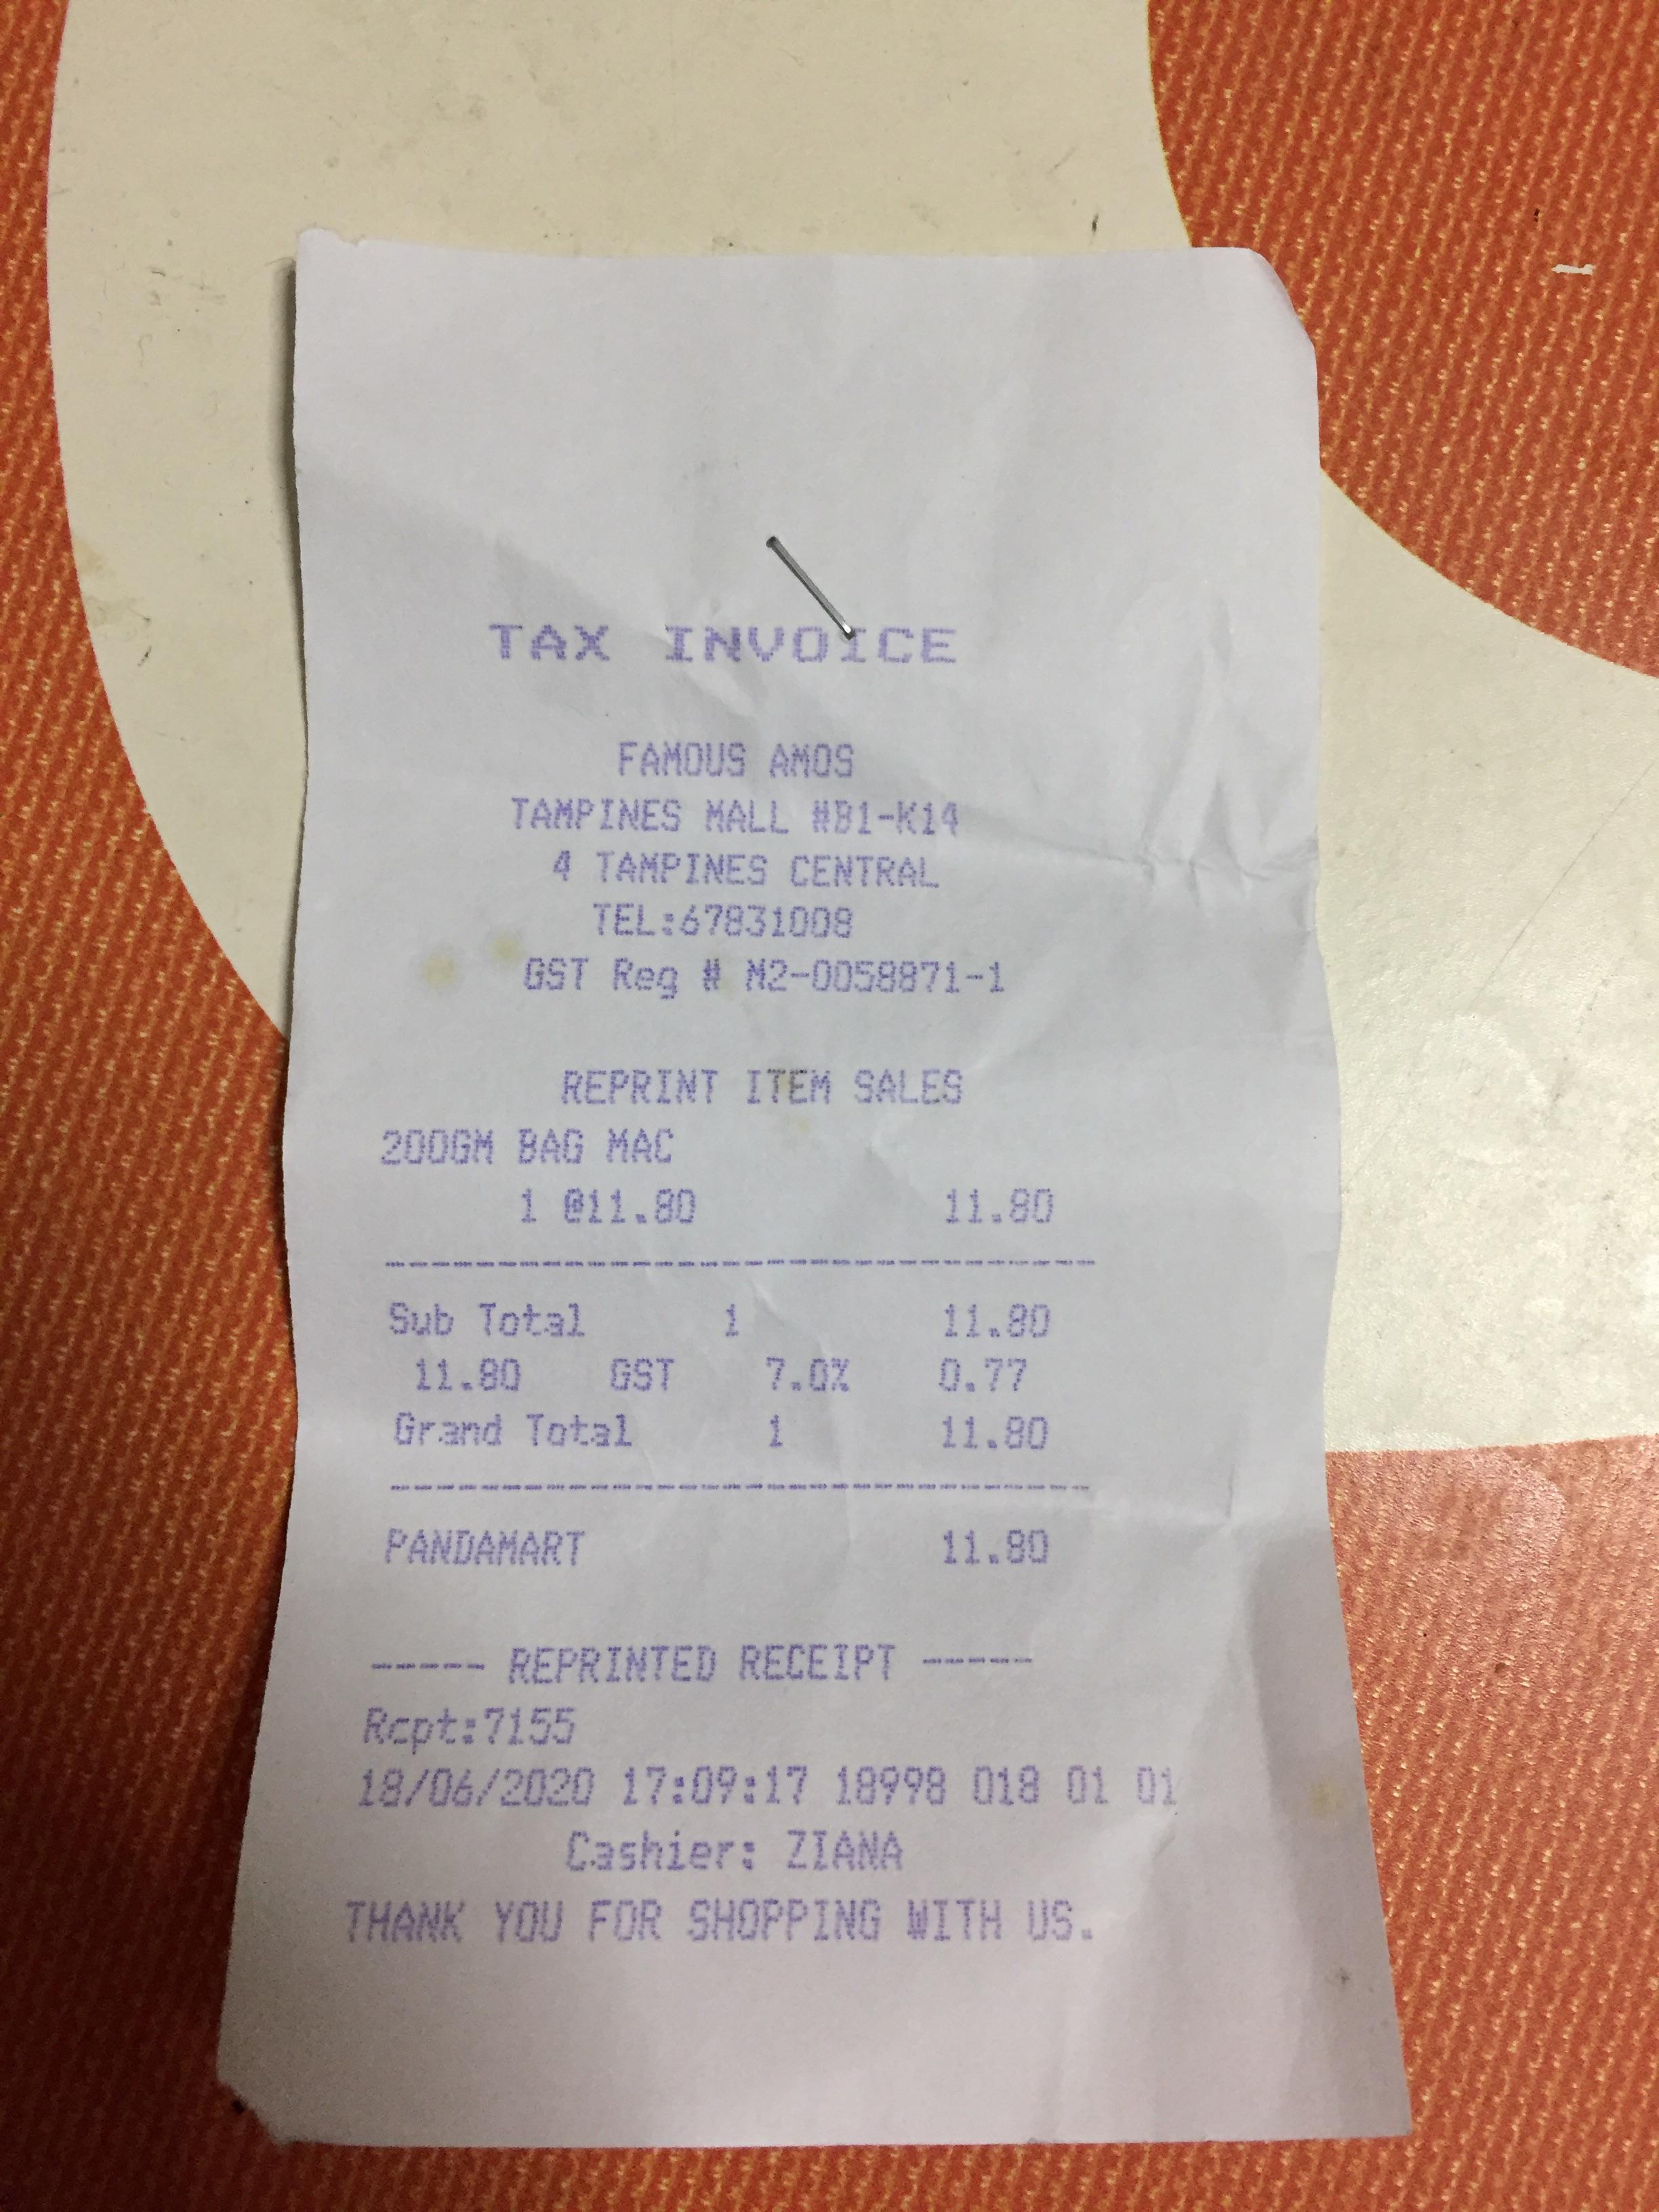 TAX INVOICE
FAMOUS AMOS
TAMPINES MALL #B1-K14
4 TAMPINES CENTRAL
TEL:67831008
GST Reg # M2-0058871-1
REPRINT ITEM SALES
200GM BAG MAC
1 @11.80 11.80
Sub Total 1 11.80
11.80 GST 7.0% 0.77
Grand Total 1 11.80
PANDAMART 11.80
----- REPRINTED RECEIPT -----
Rcpt:7155
18/06/2020 17:09:17 18998 018 01 01
Cashier: ZIANA
THANK YOU FOR SHOPPING WITH US.